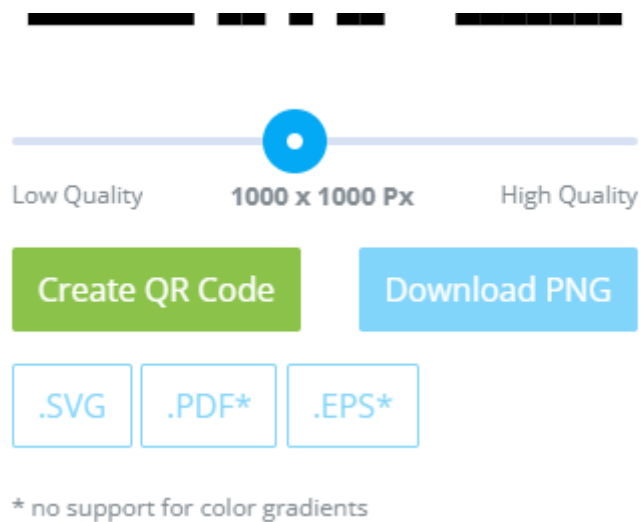 Low Quality 1000 x 1000 Px High Quality
Create QR Code Download PNG
.SVG .PDF* .EPS*
* no support for color gradients